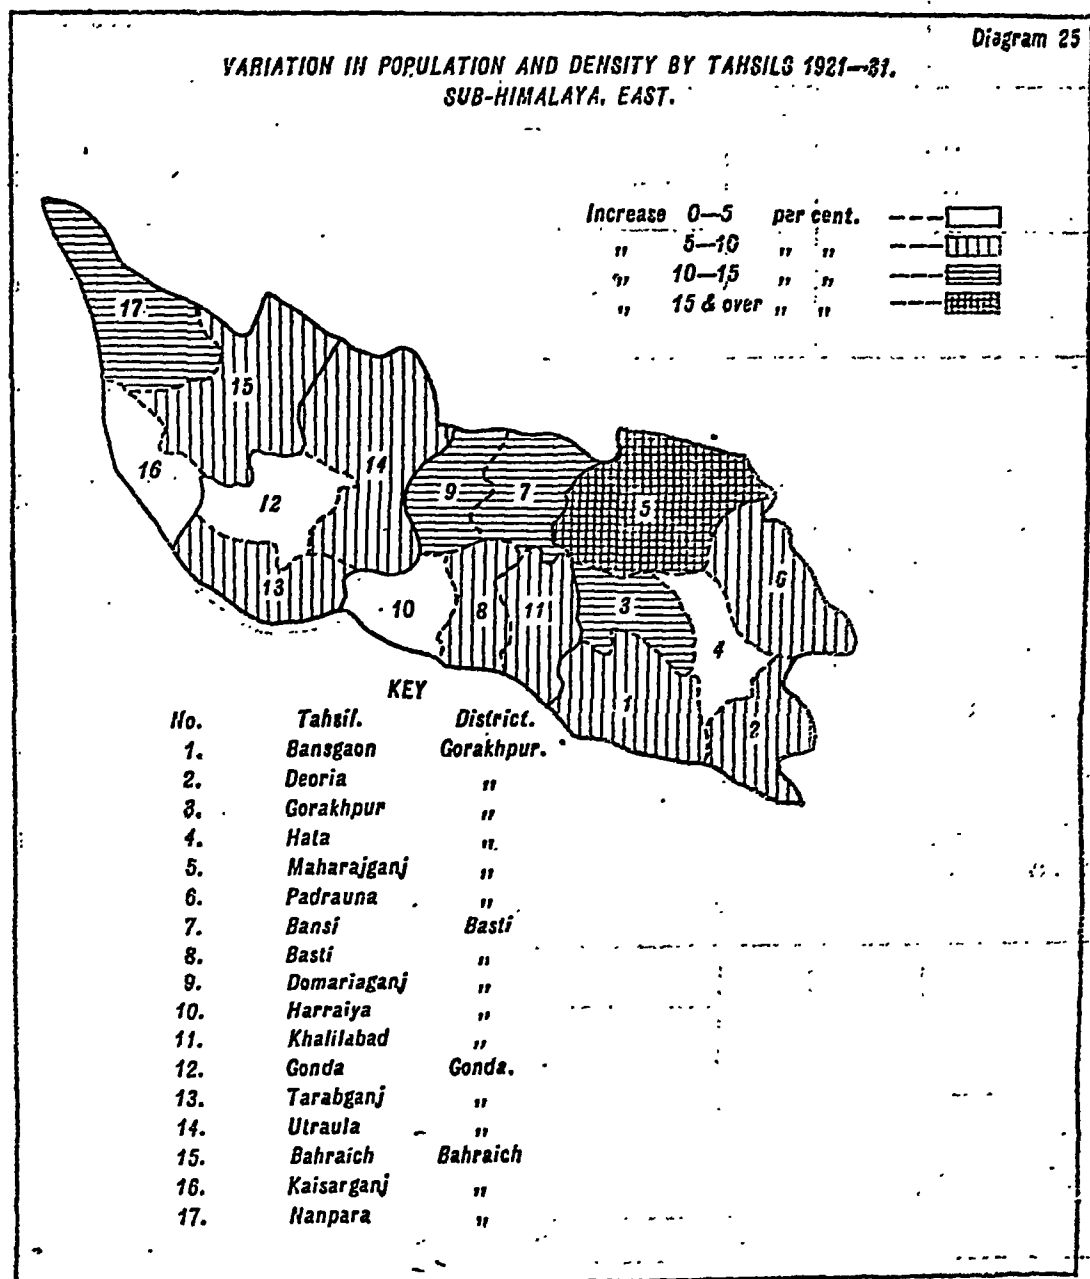 Diagram 25
VARIATION IN POPULATION AND DENSITY BY TAHSILS 1921—31.
SUB-HIMALAYA, EAST.
Increase 0—5 per cent.
„ 5—10 „ „
„ 10—15 „ „
„ 15 & over „ „
17
15
16
14
12
9
7
5
6
13
10
8
11
3
4
1
2
KEY
No. Tahsil. District.
1. Bansgaon Gorakhpur.
2. Deoria „
3. Gorakhpur „
4. Hata „
5. Maharajganj „
6. Padrauna „
7. Bansi Basti
8. Basti „
9. Domariaganj „
10. Harraiya „
11. Khalilabad „
12. Gonda Gonda.
13. Tarabganj „
14. Utraula „
15. Bahraich Bahraich
16. Kaisarganj „
17. Nanpara „